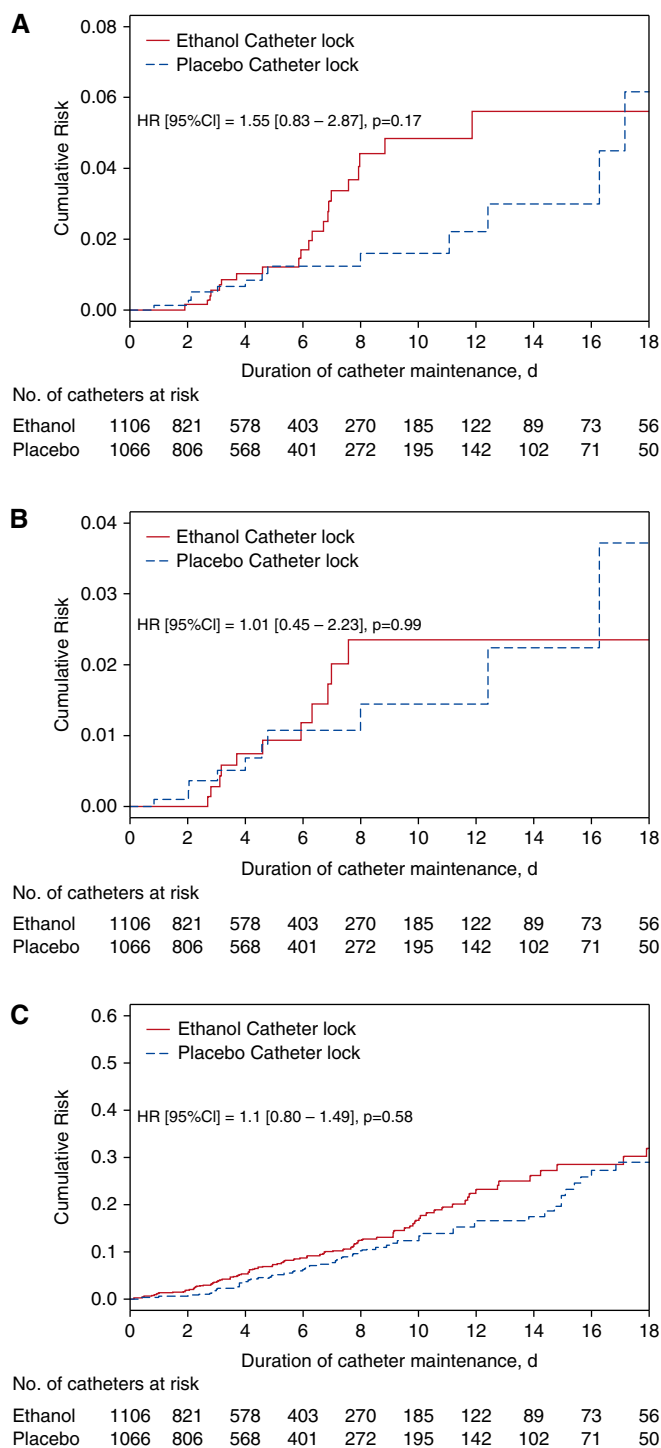 A
0.08
Ethanol Catheter lock
Placebo Catheter lock
0.06
HR [95%CI] = 1.55 [0.83 – 2.87], p=0.17
Cumulative Risk
0.04
0.02
0.00
0 2 4 6 8 10 12 14 16 18
Duration of catheter maintenance, d
No. of catheters at risk
Ethanol 1106 821 578 403 270 185 122 89 73 56
Placebo 1066 806 568 401 272 195 142 102 71 50
B
0.04
Ethanol Catheter lock
Placebo Catheter lock
0.03
HR [95%CI] = 1.01 [0.45 – 2.23], p=0.99
Cumulative Risk
0.02
0.01
0.00
0 2 4 6 8 10 12 14 16 18
Duration of catheter maintenance, d
No. of catheters at risk
Ethanol 1106 821 578 403 270 185 122 89 73 56
Placebo 1066 806 568 401 272 195 142 102 71 50
C
0.6
Ethanol Catheter lock
Placebo Catheter lock
0.5
0.4
HR [95%CI] = 1.1 [0.80 – 1.49], p=0.58
Cumulative Risk
0.3
0.2
0.1
0.0
0 2 4 6 8 10 12 14 16 18
Duration of catheter maintenance, d
No. of catheters at risk
Ethanol 1106 821 578 403 270 185 122 89 73 56
Placebo 1066 806 568 401 272 195 142 102 71 50